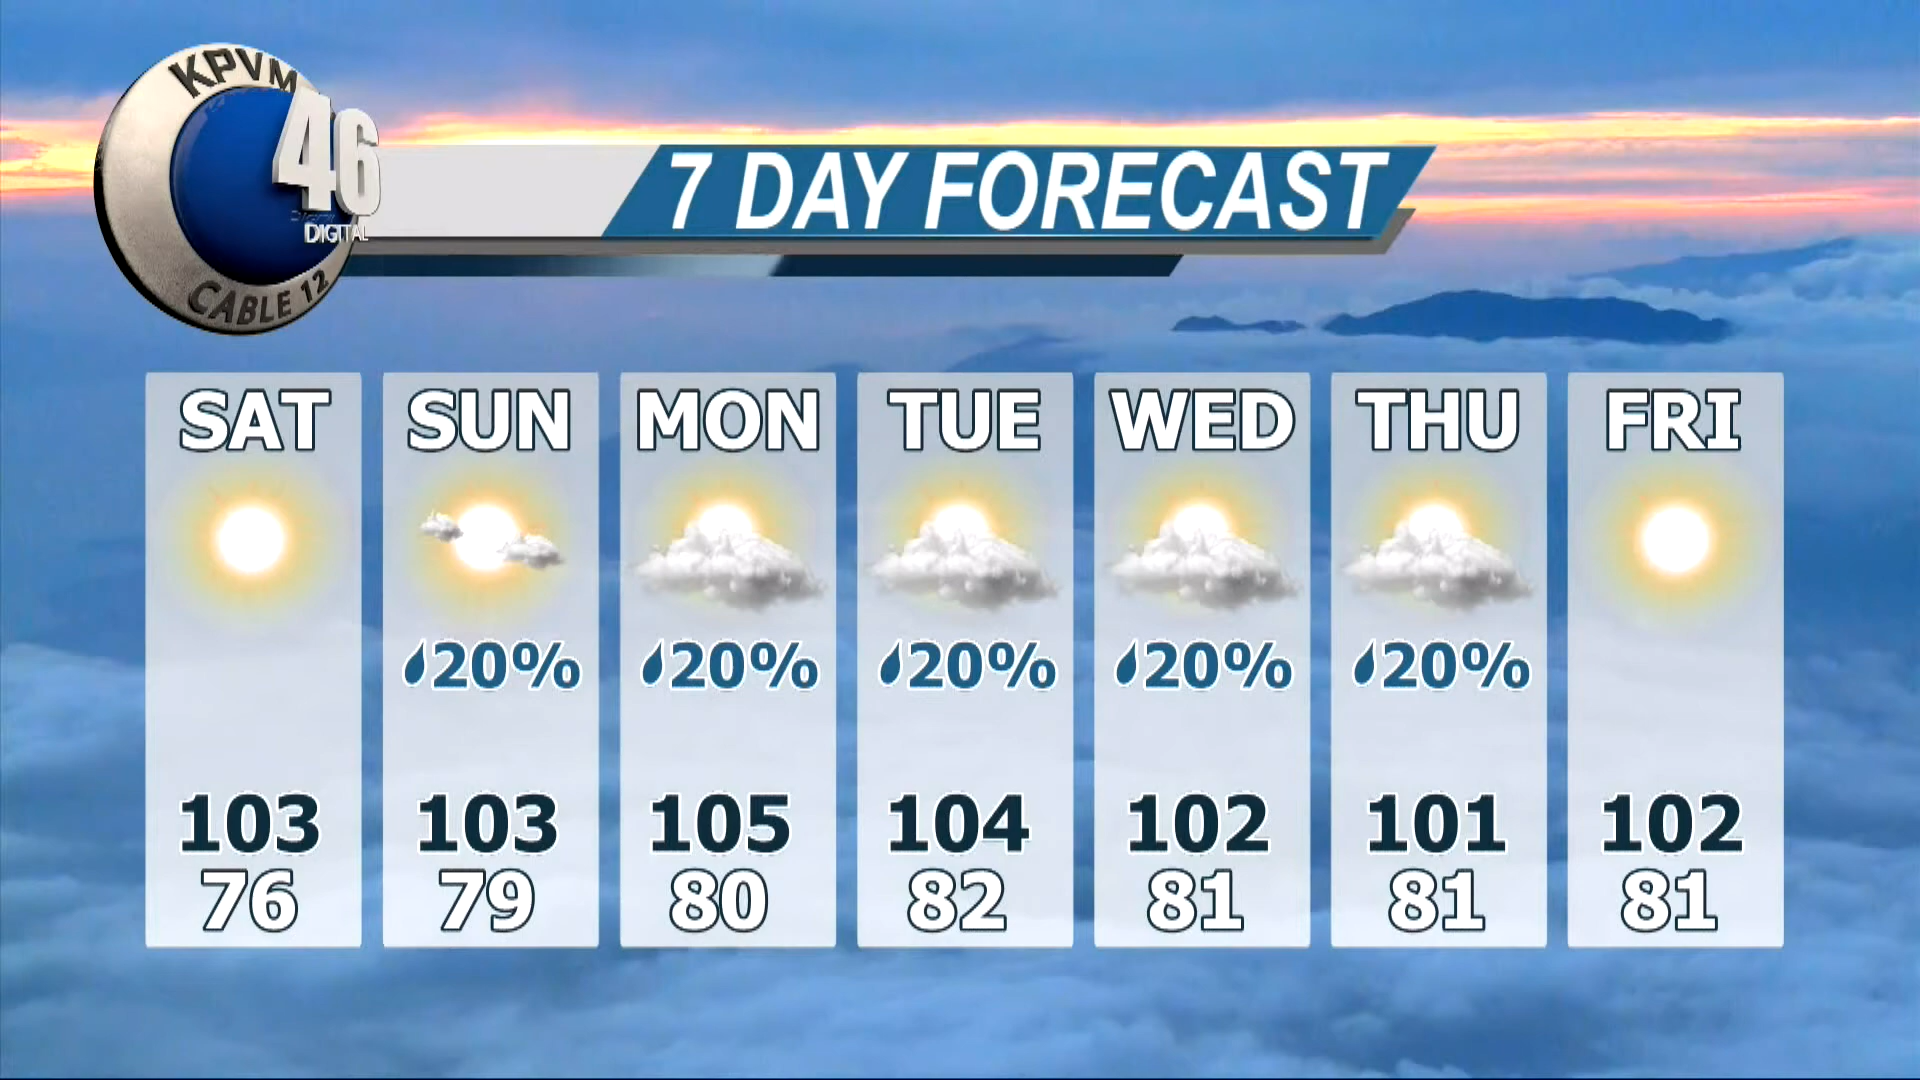 KPVM
46
DIGITAL
CABLE 12
7 DAY FORECAST
SAT SUN MON TUE WED THU FRI
20% 20% 20% 20% 20%
103 103 105 104 102 101 102
76 79 80 82 81 81 81